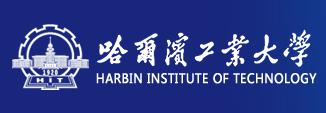 1920
HIT
哈爾濱工業大學
HARBIN INSTITUTE OF TECHNOLOGY